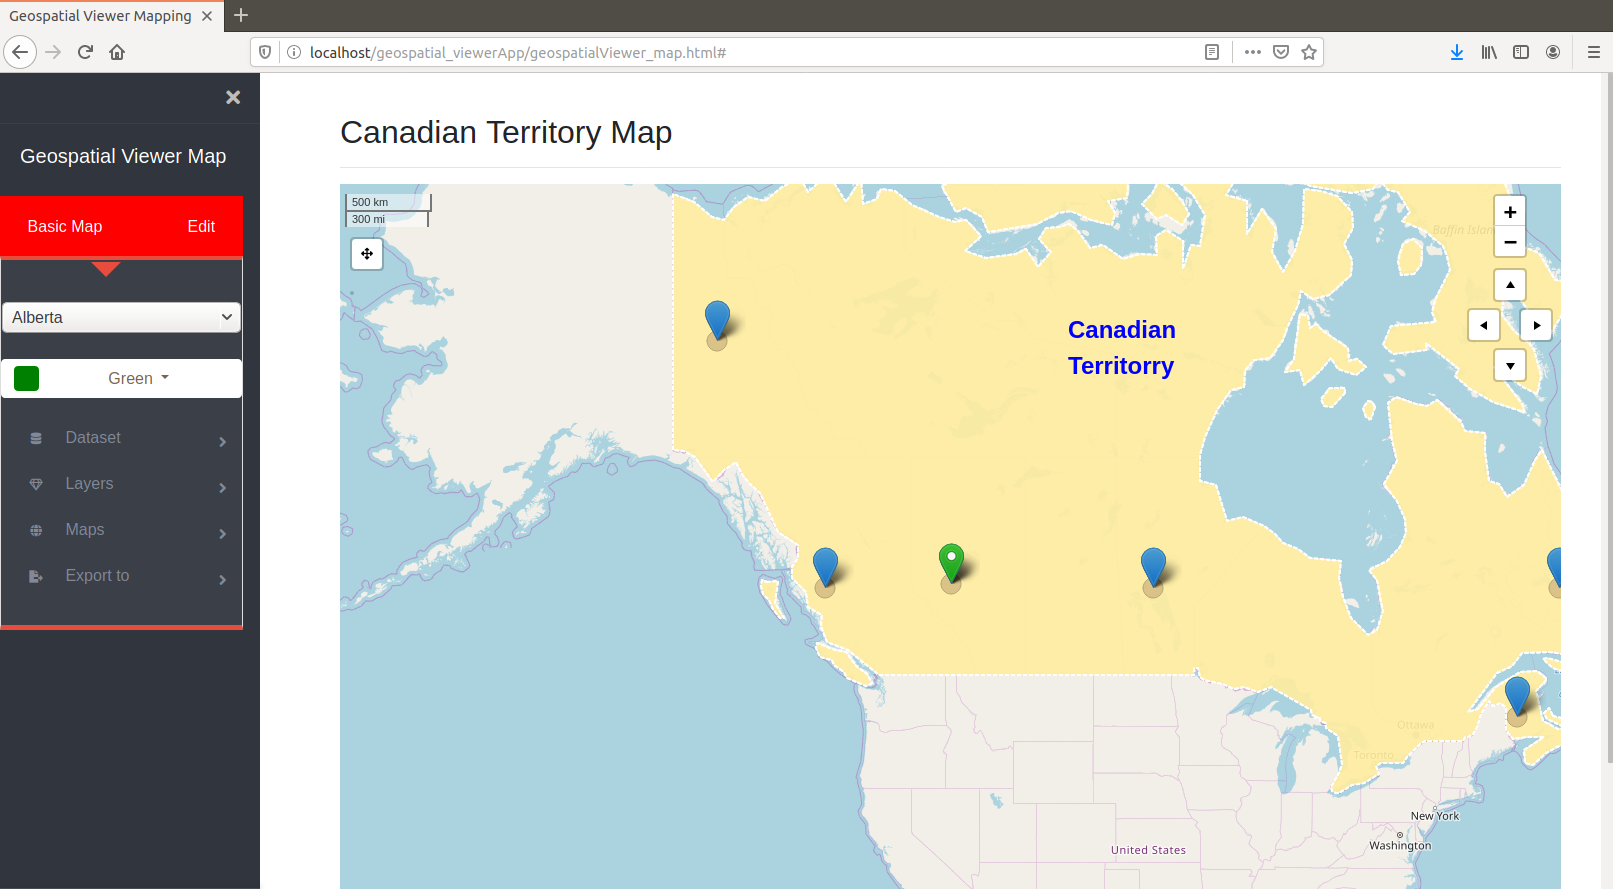 Geospatial Viewer Mapping
localhost/geospatial_viewerApp/geospatialViewer_map.html#
Geospatial Viewer Map
Basic Map Edit
Alberta
Green
Dataset
Layers
Maps
Export to
Canadian Territory Map
500 km
300 mi
Baffin Island
Canadian
Territorry
Ottawa
Toronto
New York
Washington
United States